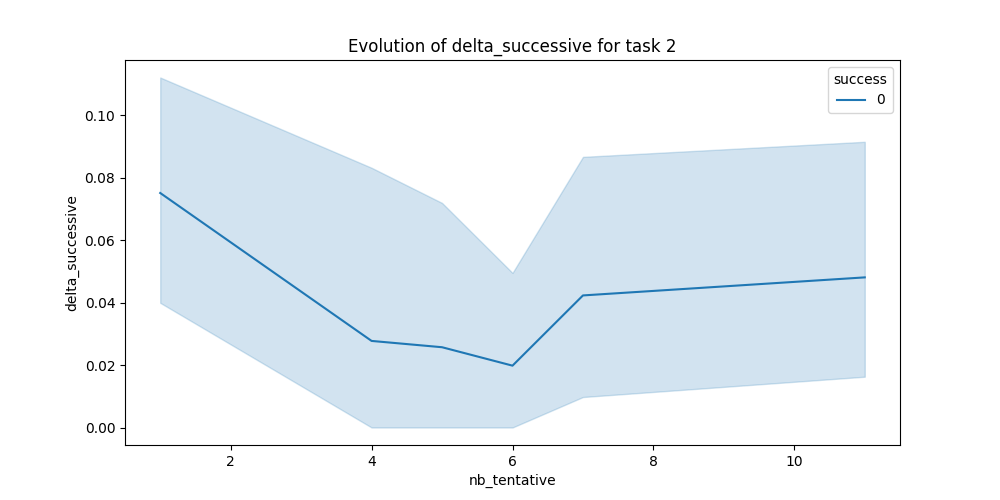 Evolution of delta_successive for task 2
success
0
delta_successive
0.10
0.08
0.06
0.04
0.02
0.00
2 4 6 8 10
nb_tentative